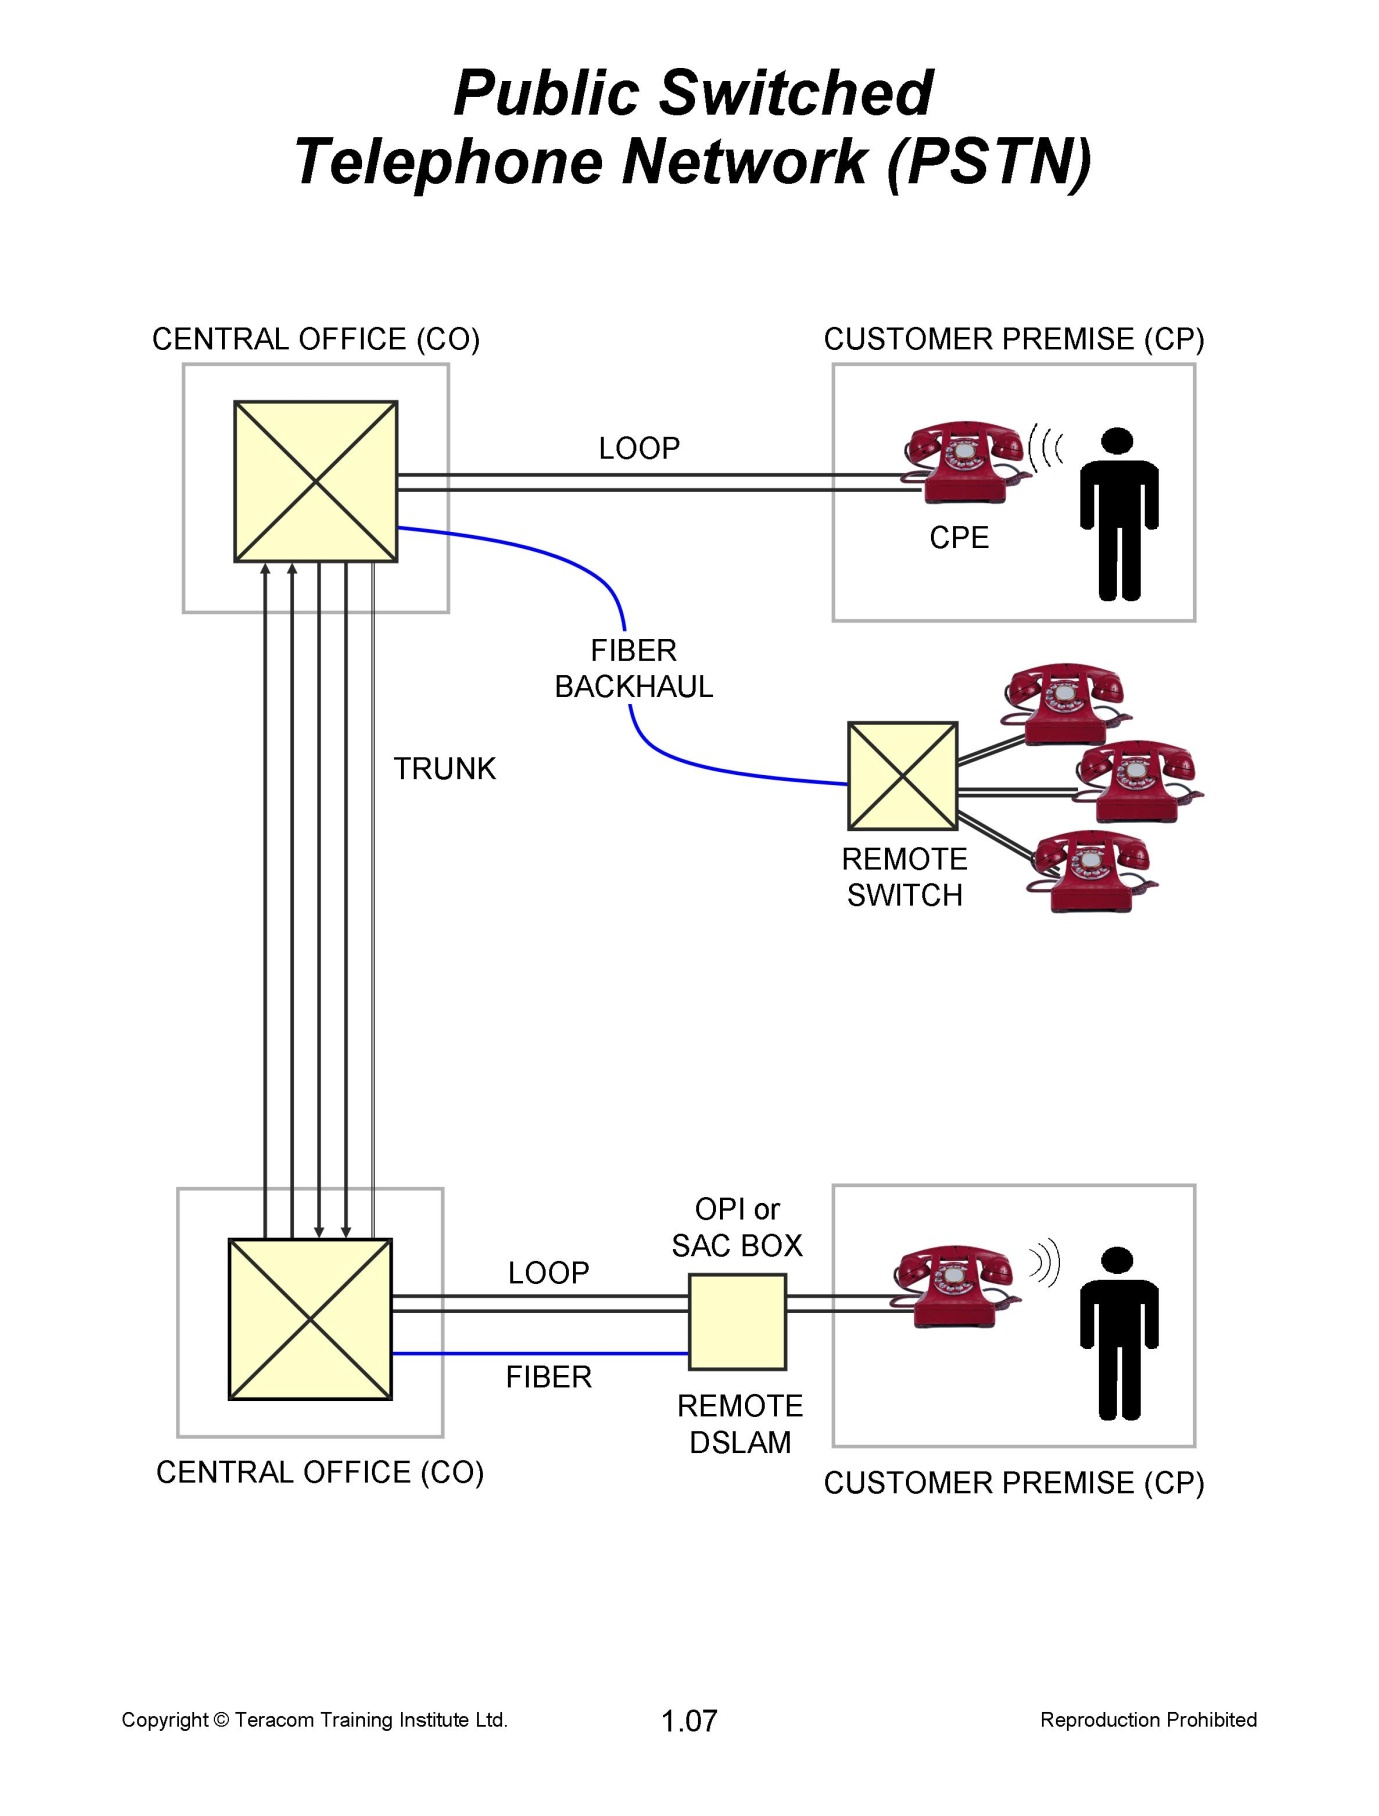 Public Switched
Telephone Network (PSTN)
CENTRAL OFFICE (CO)
CUSTOMER PREMISE (CP)
LOOP
CPE
FIBER
BACKHAUL
TRUNK
REMOTE
SWITCH
OPI or
SAC BOX
LOOP
FIBER
REMOTE
DSLAM
CENTRAL OFFICE (CO)
CUSTOMER PREMISE (CP)
Copyright © Teracom Training Institute Ltd.
1.07
Reproduction Prohibited